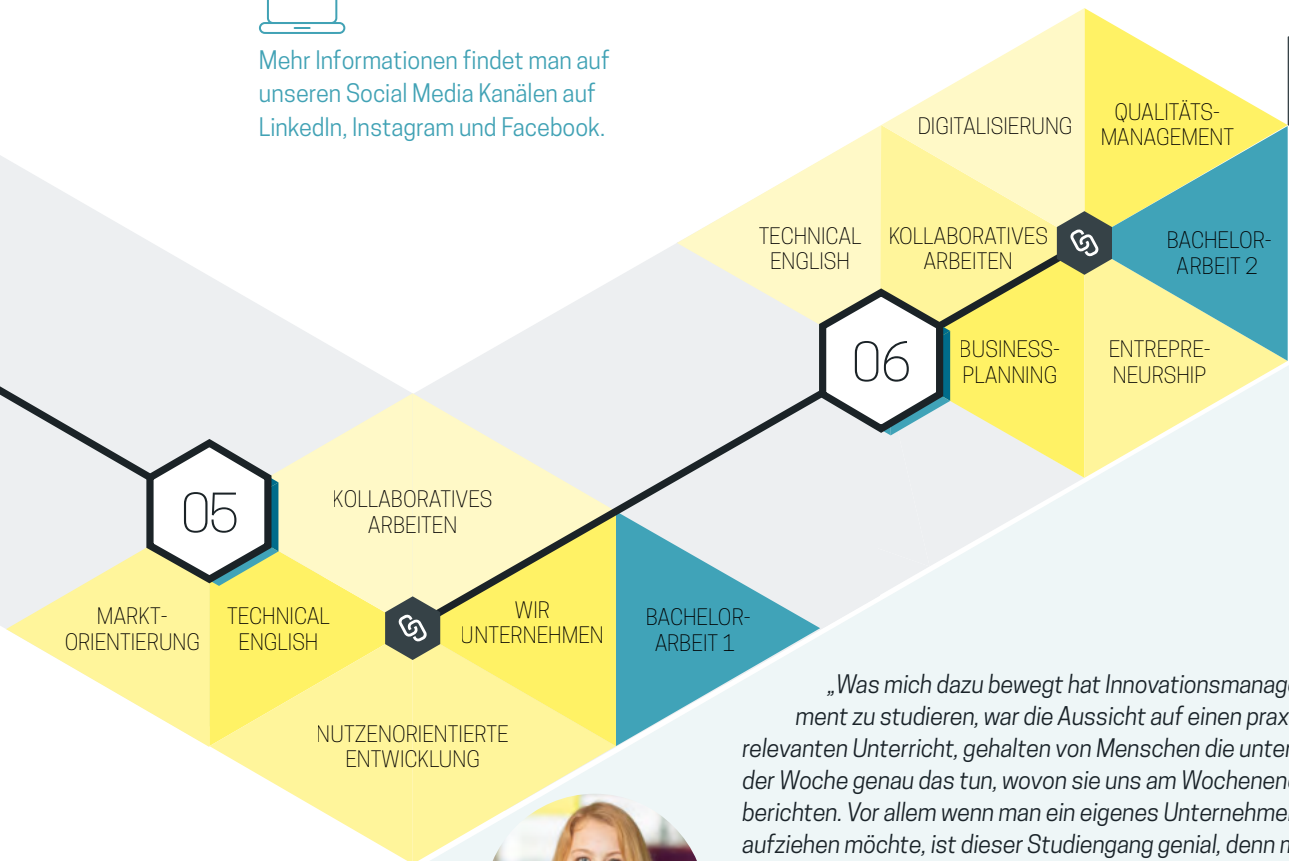 Mehr Informationen findet man auf
unseren Social Media Kanälen auf
LinkedIn, Instagram und Facebook.
DIGITALISIERUNG
QUALITÄTS-
MANAGEMENT
TECHNICAL
ENGLISH
KOLLABORATIVES
ARBEITEN
BACHELOR-
ARBEIT 2
06
BUSINESS-
PLANNING
ENTREPRE-
NEURSHIP
05
KOLLABORATIVES
ARBEITEN
MARKT-
ORIENTIERUNG
TECHNICAL
ENGLISH
WIR
UNTERNEHMEN
BACHELOR-
ARBEIT 1
NUTZENORIENTIERTE
ENTWICKLUNG
„Was mich dazu bewegt hat Innovationsmanage
ment zu studieren, war die Aussicht auf einen prax
relevanten Unterricht, gehalten von Menschen die unter
der Woche genau das tun, wovon sie uns am Wochenen
berichten. Vor allem wenn man ein eigenes Unternehme
aufziehen möchte, ist dieser Studiengang genial, denn